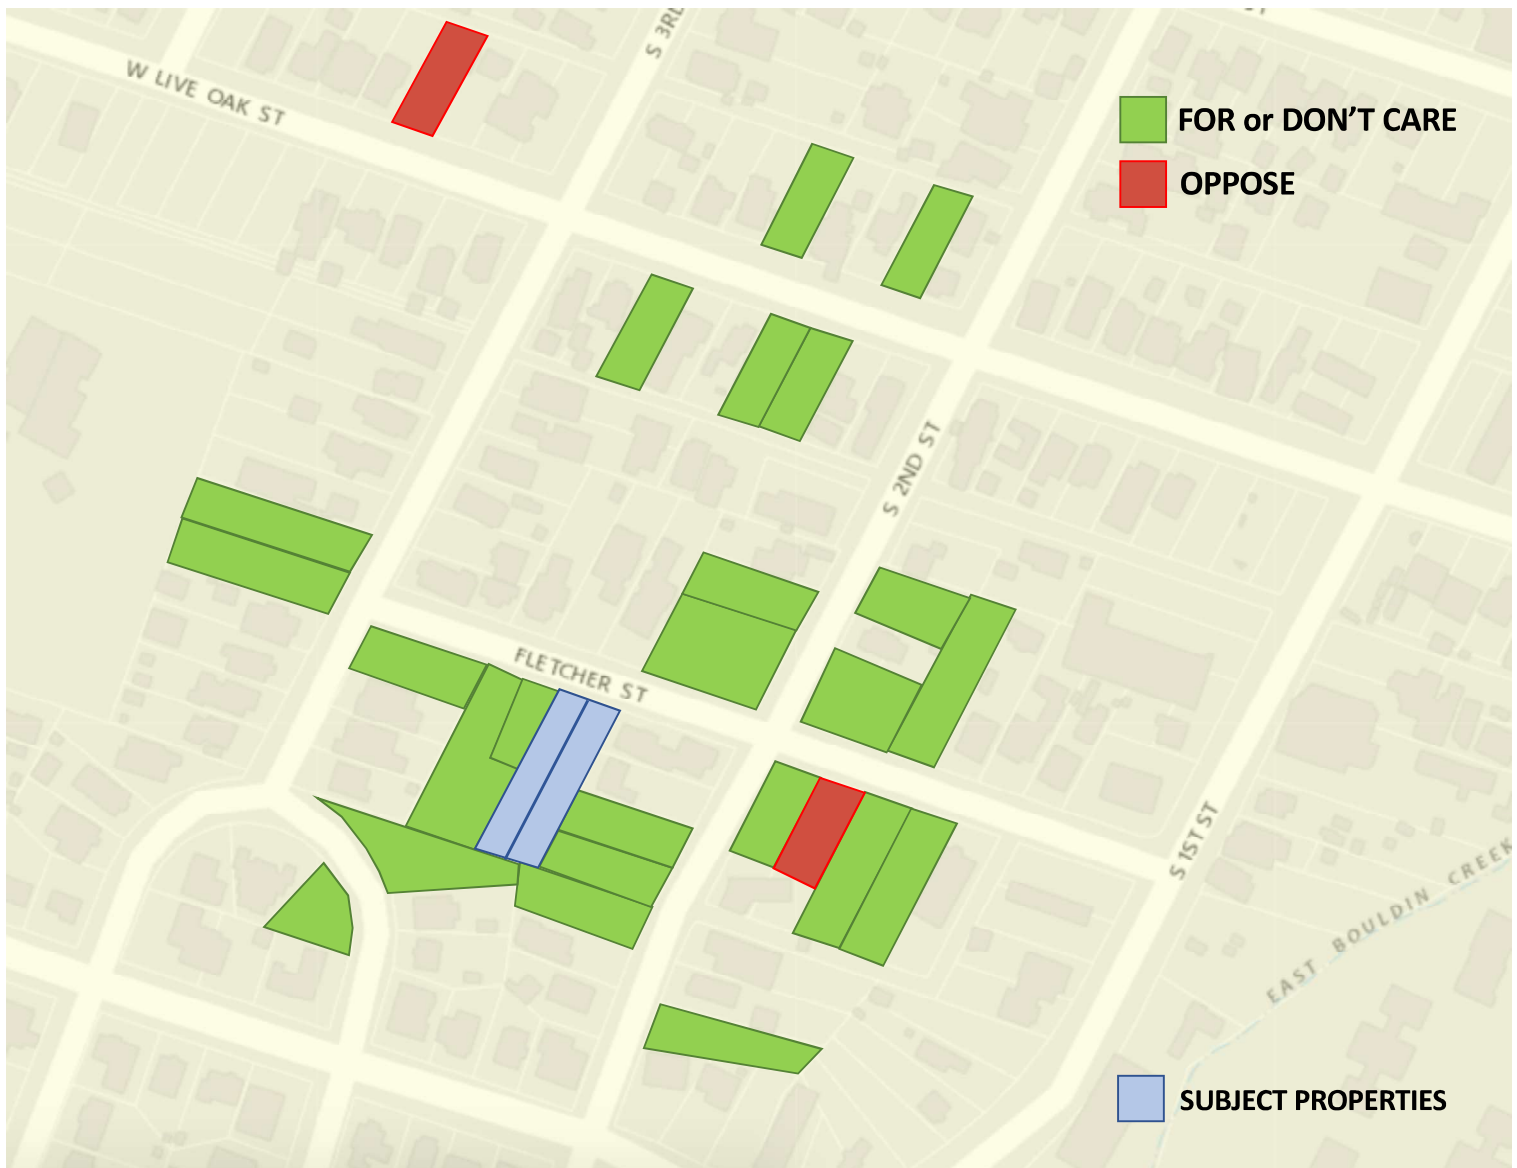 S 3RD
W LIVE OAK ST
FOR or DON'T CARE
OPPOSE
S 2ND ST
FLETCHER ST
S 1ST ST
EAST BOULDIN CREEK
SUBJECT PROPERTIES